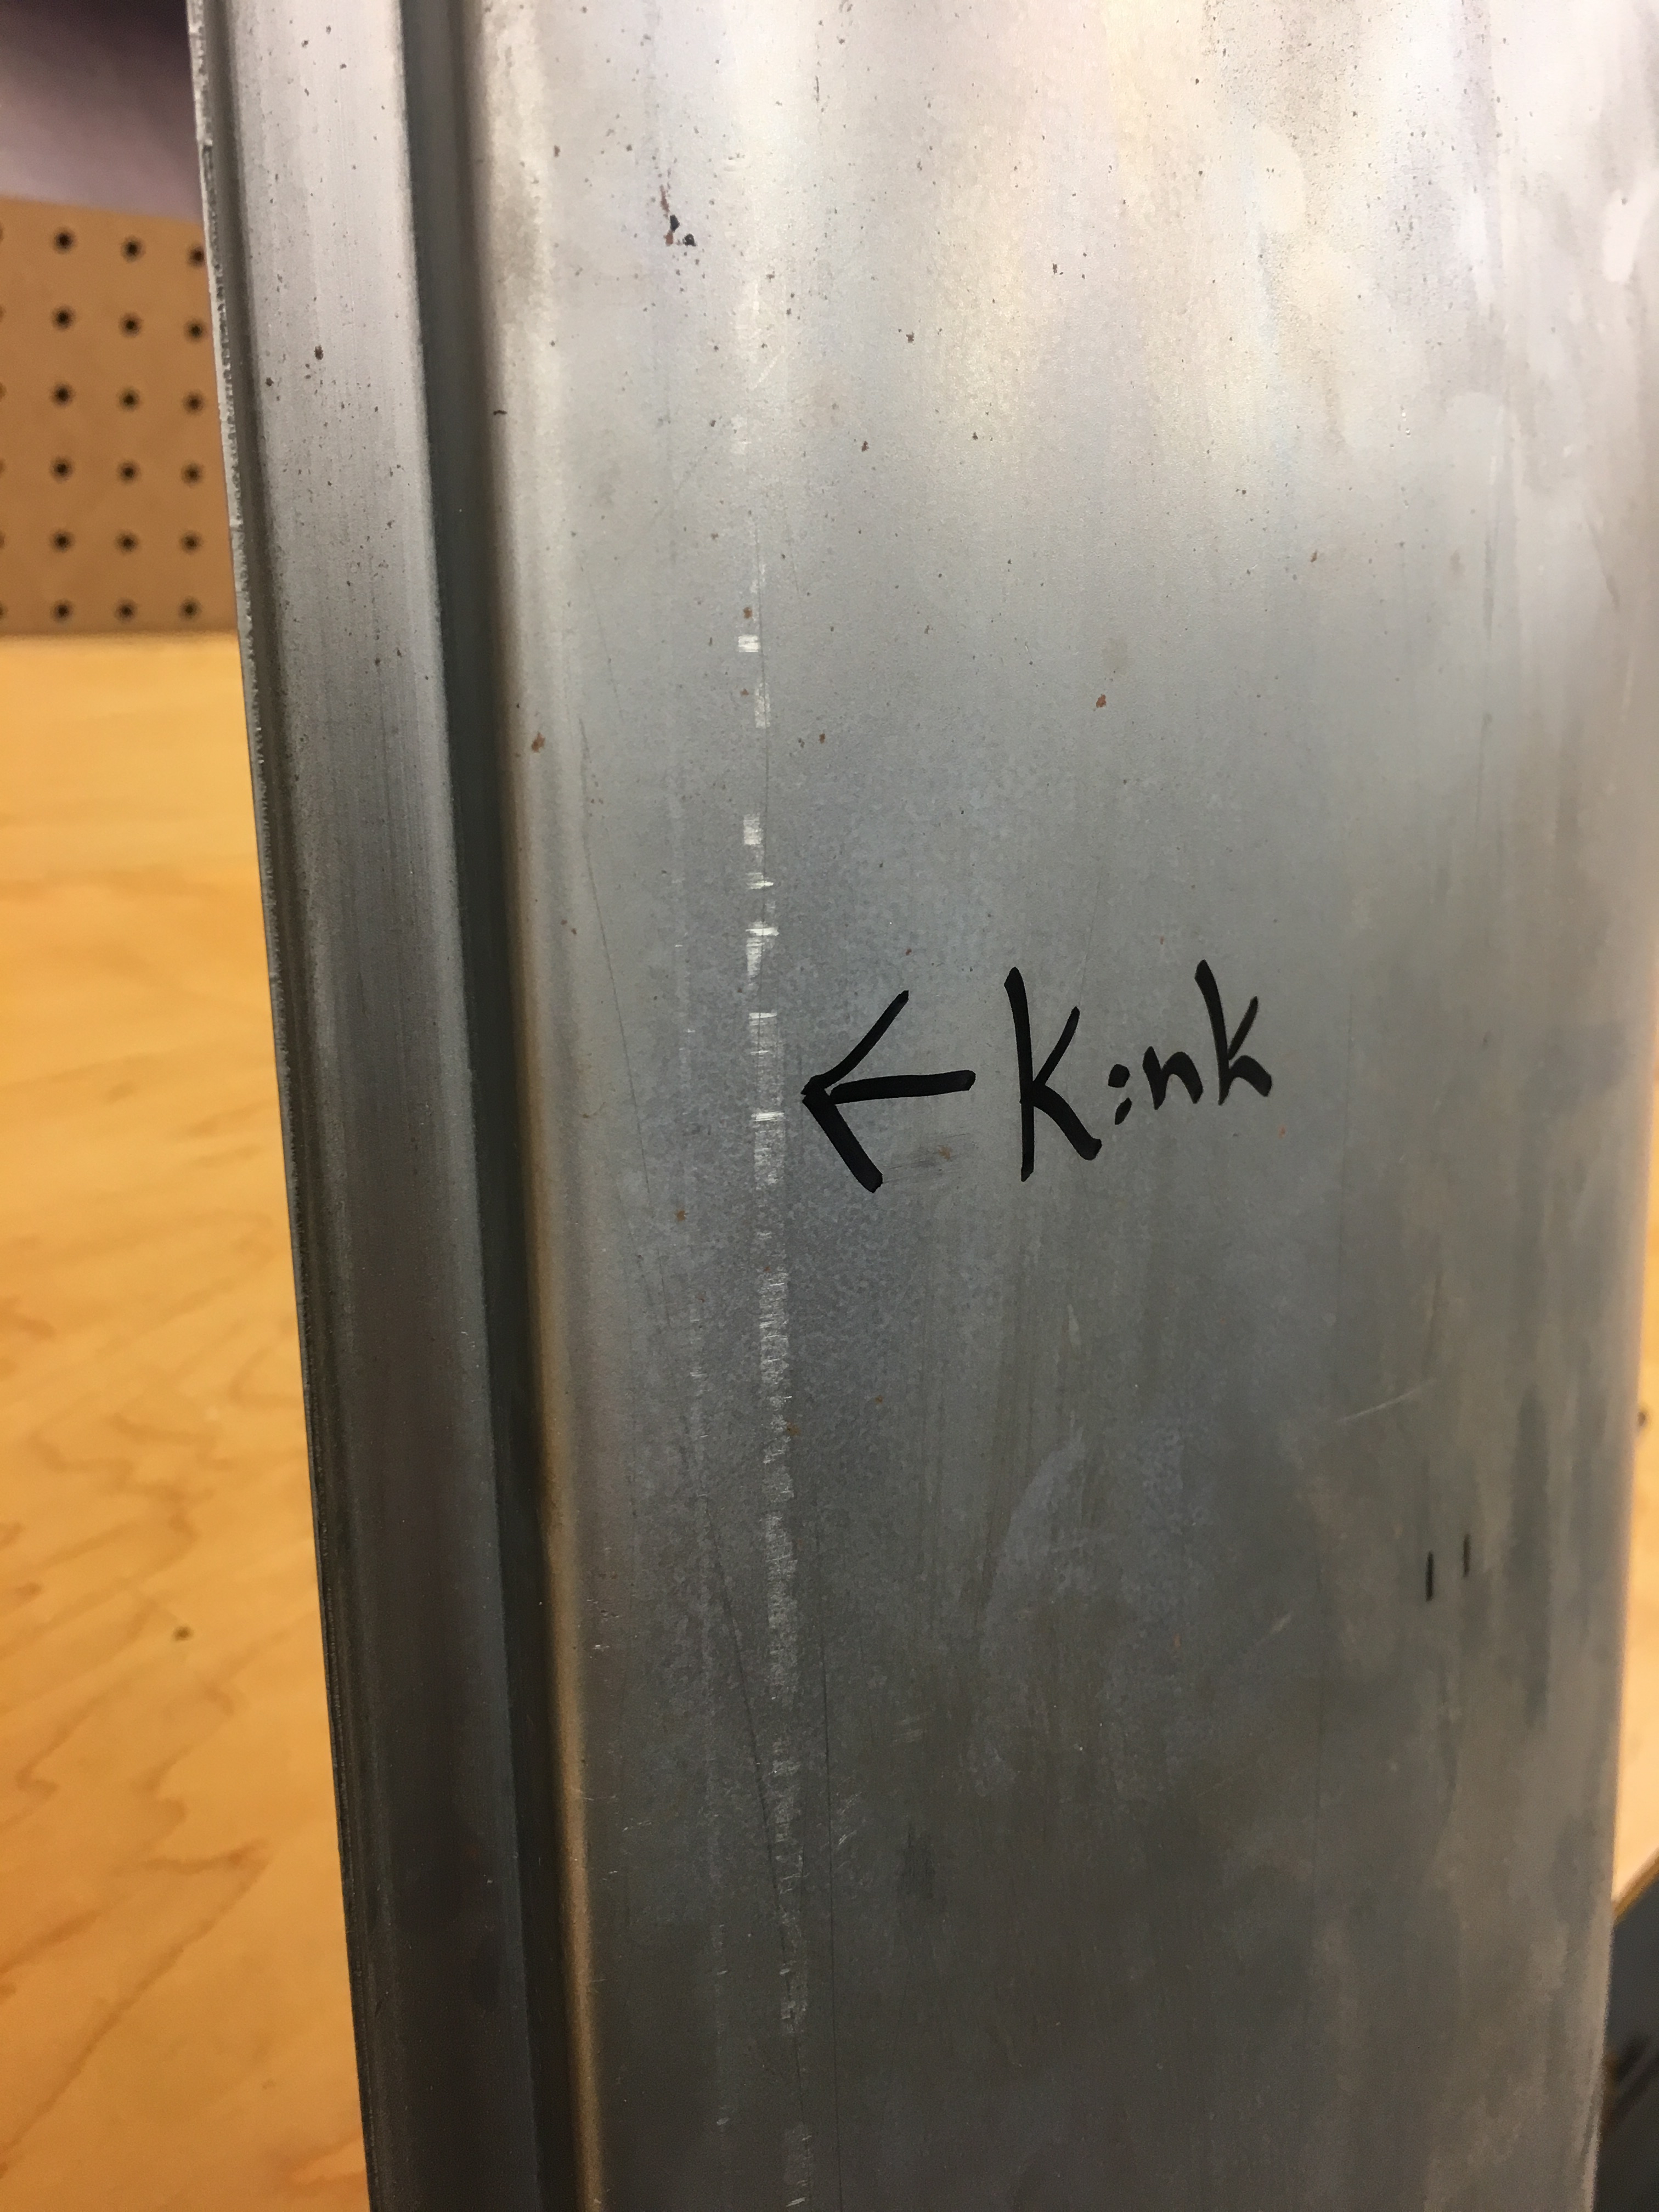 ← Kink